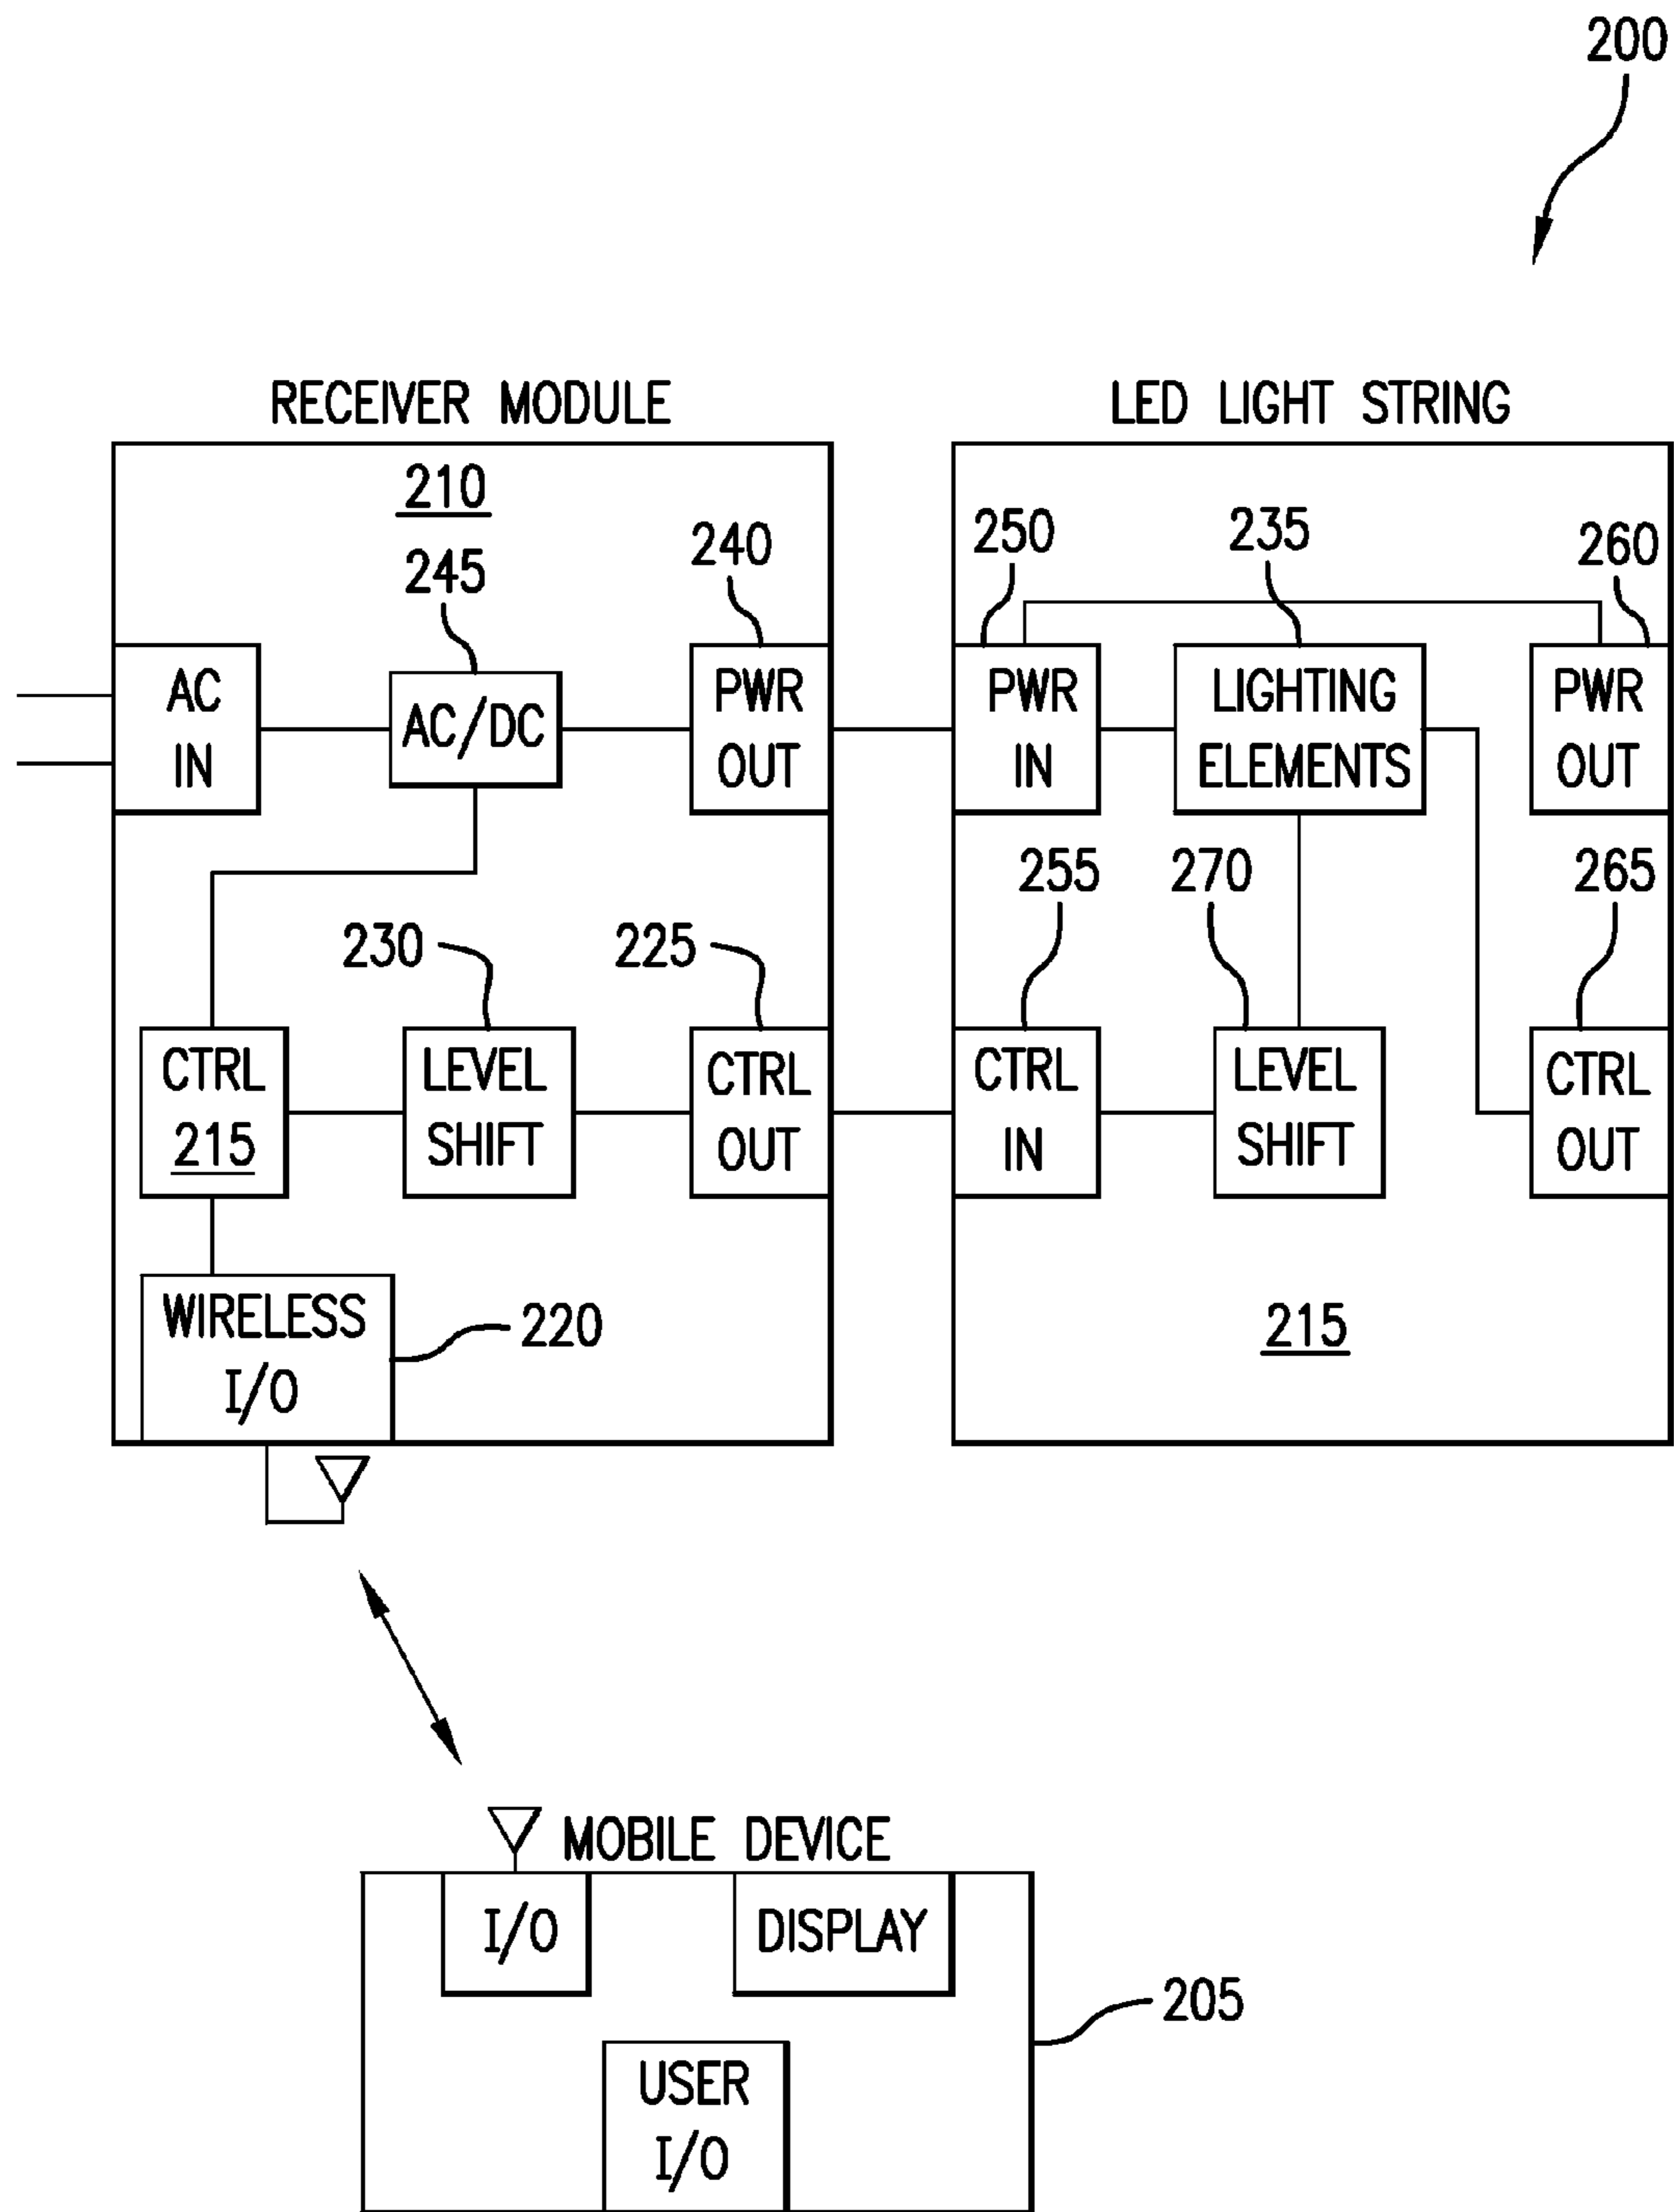 200
RECEIVER MODULE
LED LIGHT STRING
210
245
240
250
235
260
AC
IN
AC/DC
PWR
OUT
PWR
IN
LIGHTING
ELEMENTS
PWR
OUT
230
225
255
270
265
CTRL
215
LEVEL
SHIFT
CTRL
OUT
CTRL
IN
LEVEL
SHIFT
CTRL
OUT
WIRELESS
I/O
220
215
MOBILE DEVICE
I/O
DISPLAY
205
USER
I/O